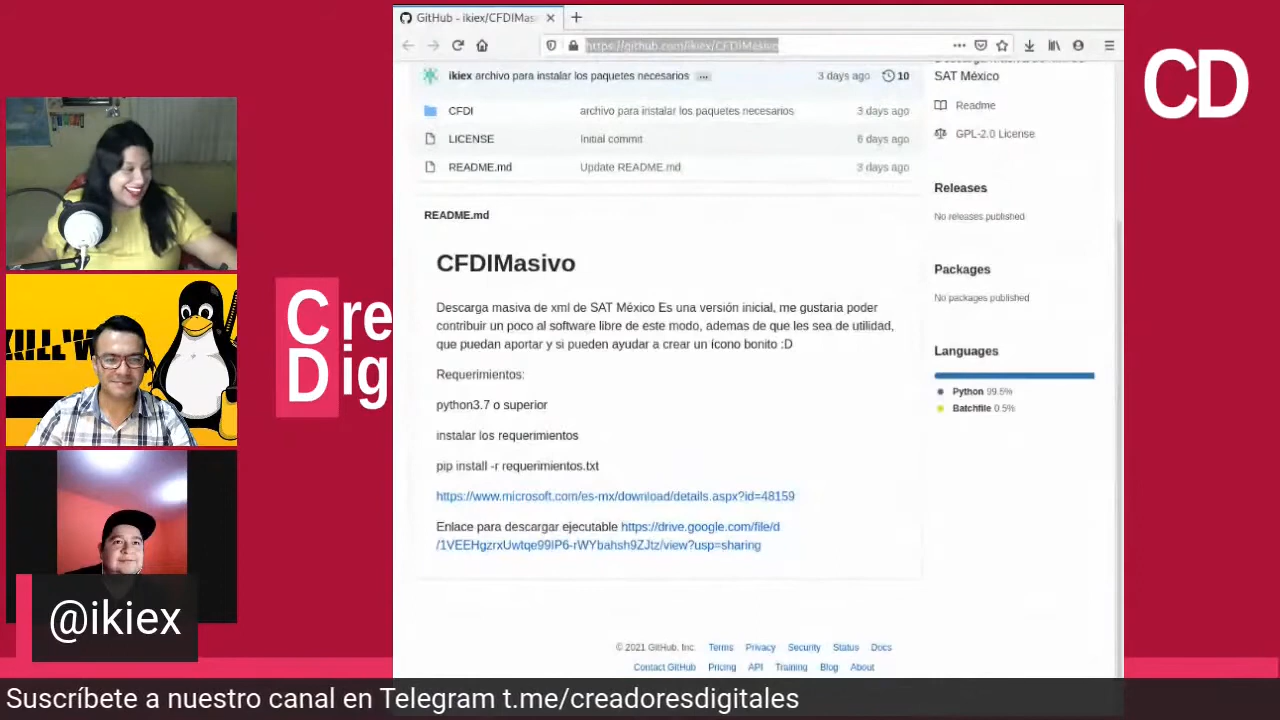 GitHub - ikiex/CFDIMas
https://github.com/ikiex/CFDIMasivo
ikiex archivo para instalar los paquetes necesarios ... 3 days ago 10
CFDI archivo para instalar los paquetes necesarios 3 days ago
LICENSE Initial commit 6 days ago
README.md Update README.md 3 days ago
README.md
CFDIMasivo
Descarga masiva de xml de SAT México Es una versión inicial, me gustaria poder
contribuir un poco al software libre de este modo, ademas de que les sea de utilidad,
que puedan aportar y si pueden ayudar a crear un ícono bonito :D
Requerimientos:
python3.7 o superior
instalar los requerimientos
pip install -r requerimientos.txt
https://www.microsoft.com/es-mx/download/details.aspx?id=48159
Enlace para descargar ejecutable https://drive.google.com/file/d
/1VEEHgzrxUwtqe99IP6-rWYbahsh9ZJtz/view?usp=sharing
SAT México
Readme
GPL-2.0 License
Releases
No releases published
Packages
No packages published
Languages
Python 99.5%
Batchfile 0.5%
© 2021 GitHub, Inc. Terms Privacy Security Status Docs
Contact GitHub Pricing API Training Blog About
CD
Cre
Dig
KILL'
@ikiex
Suscríbete a nuestro canal en Telegram t.me/creadoresdigitales